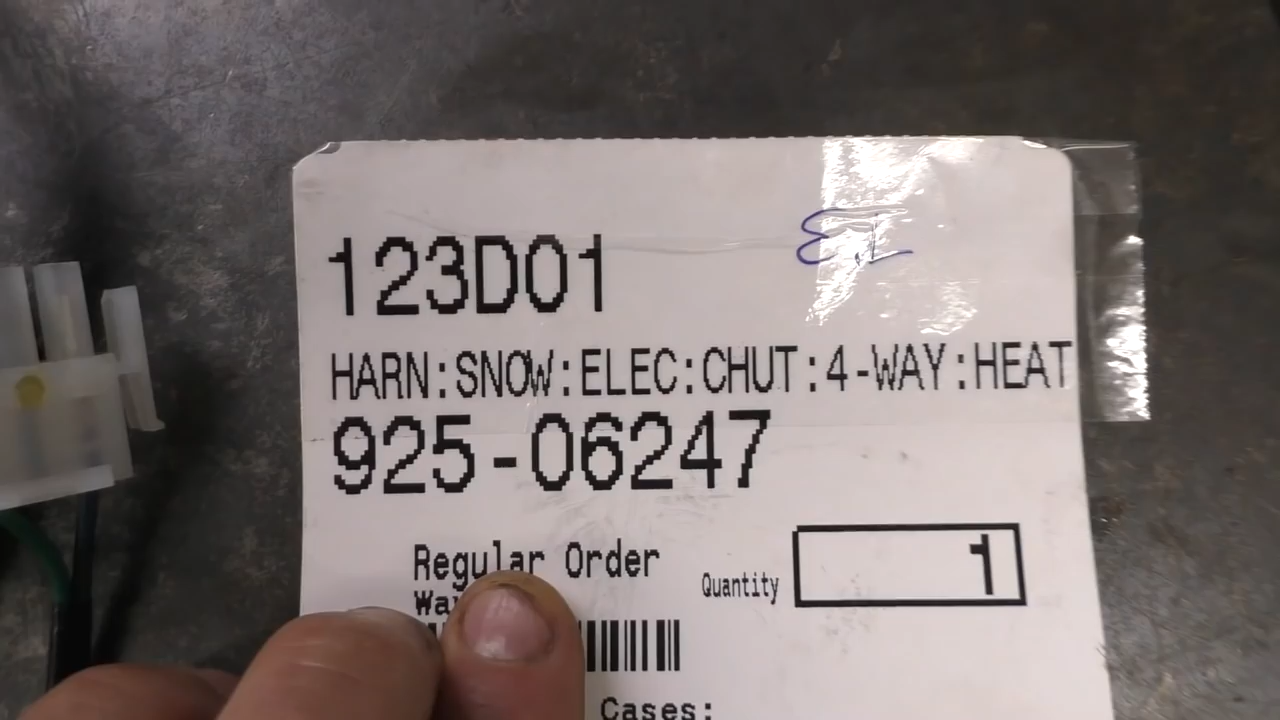 123D01
HARN:SNOW:ELEC:CHUT:4-WAY:HEAT
925-06247
Regular Order
Quantity 1
Cases: